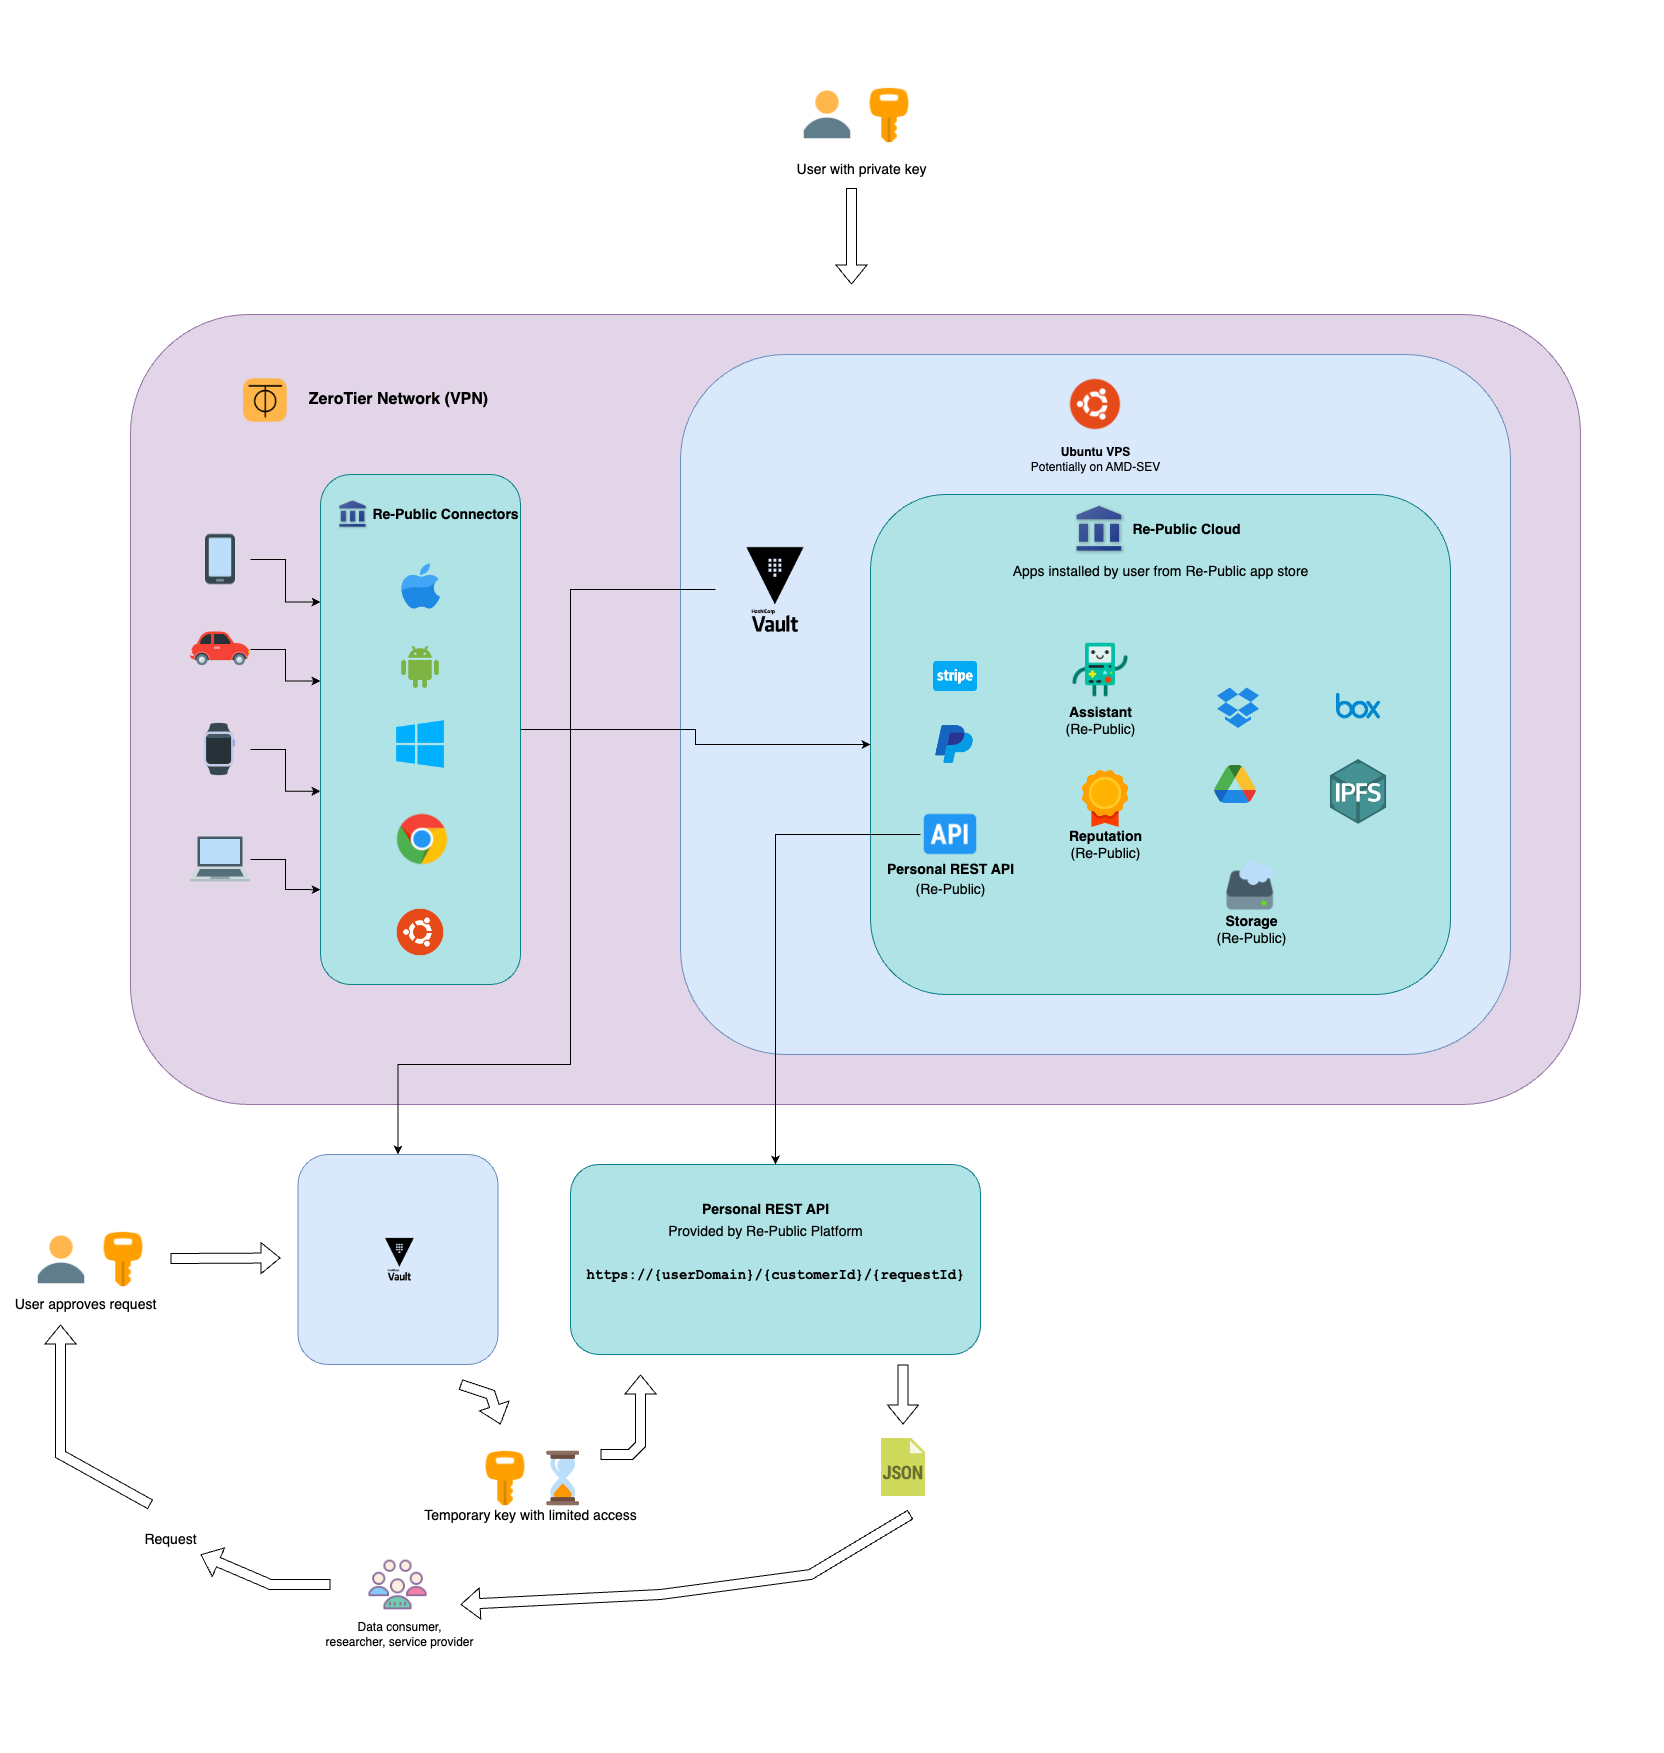 User with private key
ZeroTier Network (VPN)
Ubuntu VPS
Potentially on AMD-SEV
Re-Public Connectors
Re-Public Cloud
Apps installed by user from Re-Public app store
HashiCorp
Vault
stripe
Assistant
(Re-Public)
box
IPFS
Reputation
(Re-Public)
API
Personal REST API
(Re-Public)
Storage
(Re-Public)
Personal REST API
Provided by Re-Public Platform
https://{userDomain}/{customerId}/{requestId}
Vault
User approves request
JSON
Temporary key with limited access
Request
Data consumer,
researcher, service provider